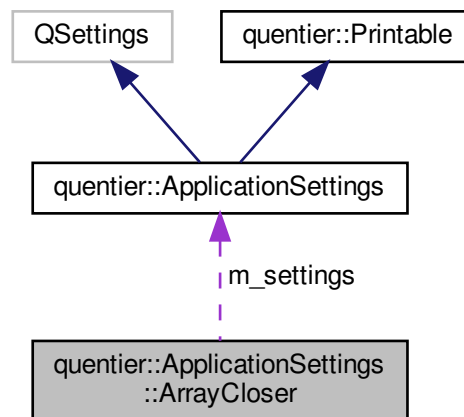 QSettings
quentier::Printable
quentier::ApplicationSettings
m_settings
quentier::ApplicationSettings
::ArrayCloser